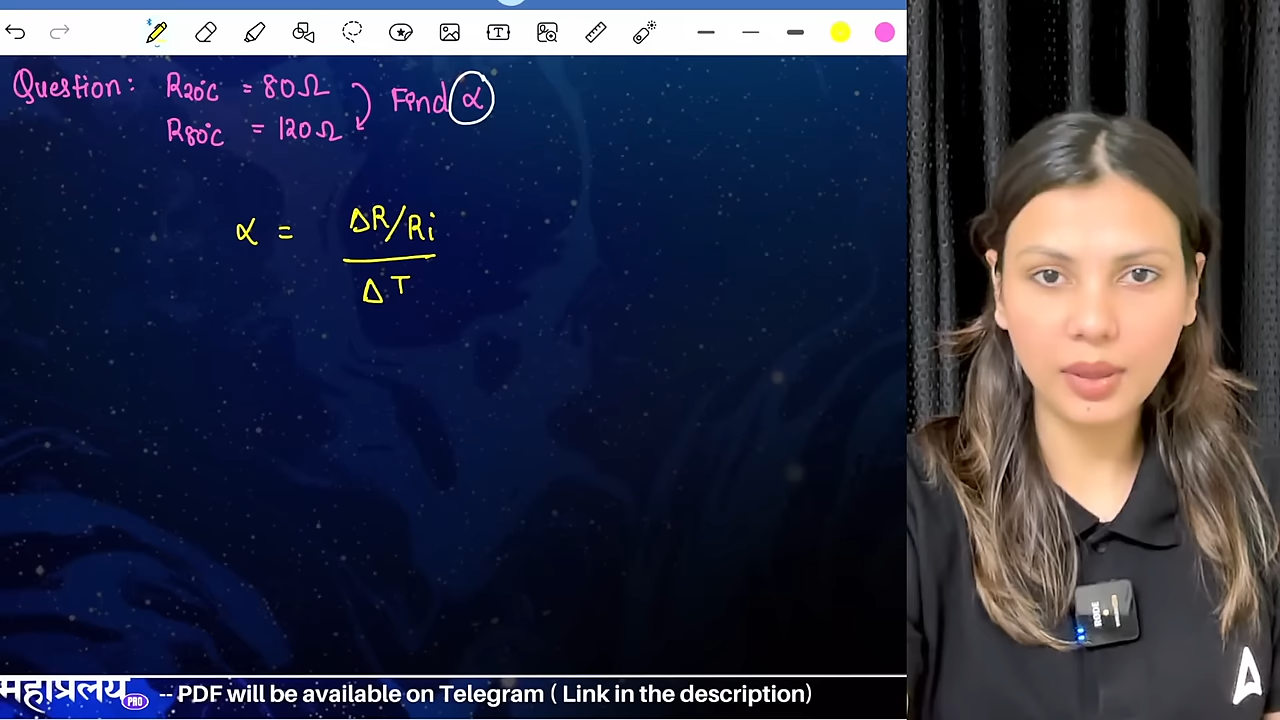 Question: R20°C = 80Ω
R80°C = 120Ω
Find α
α = ΔR/Ri
ΔT
महाप्रलय PRO -- PDF will be available on Telegram ( Link in the description)
RODE